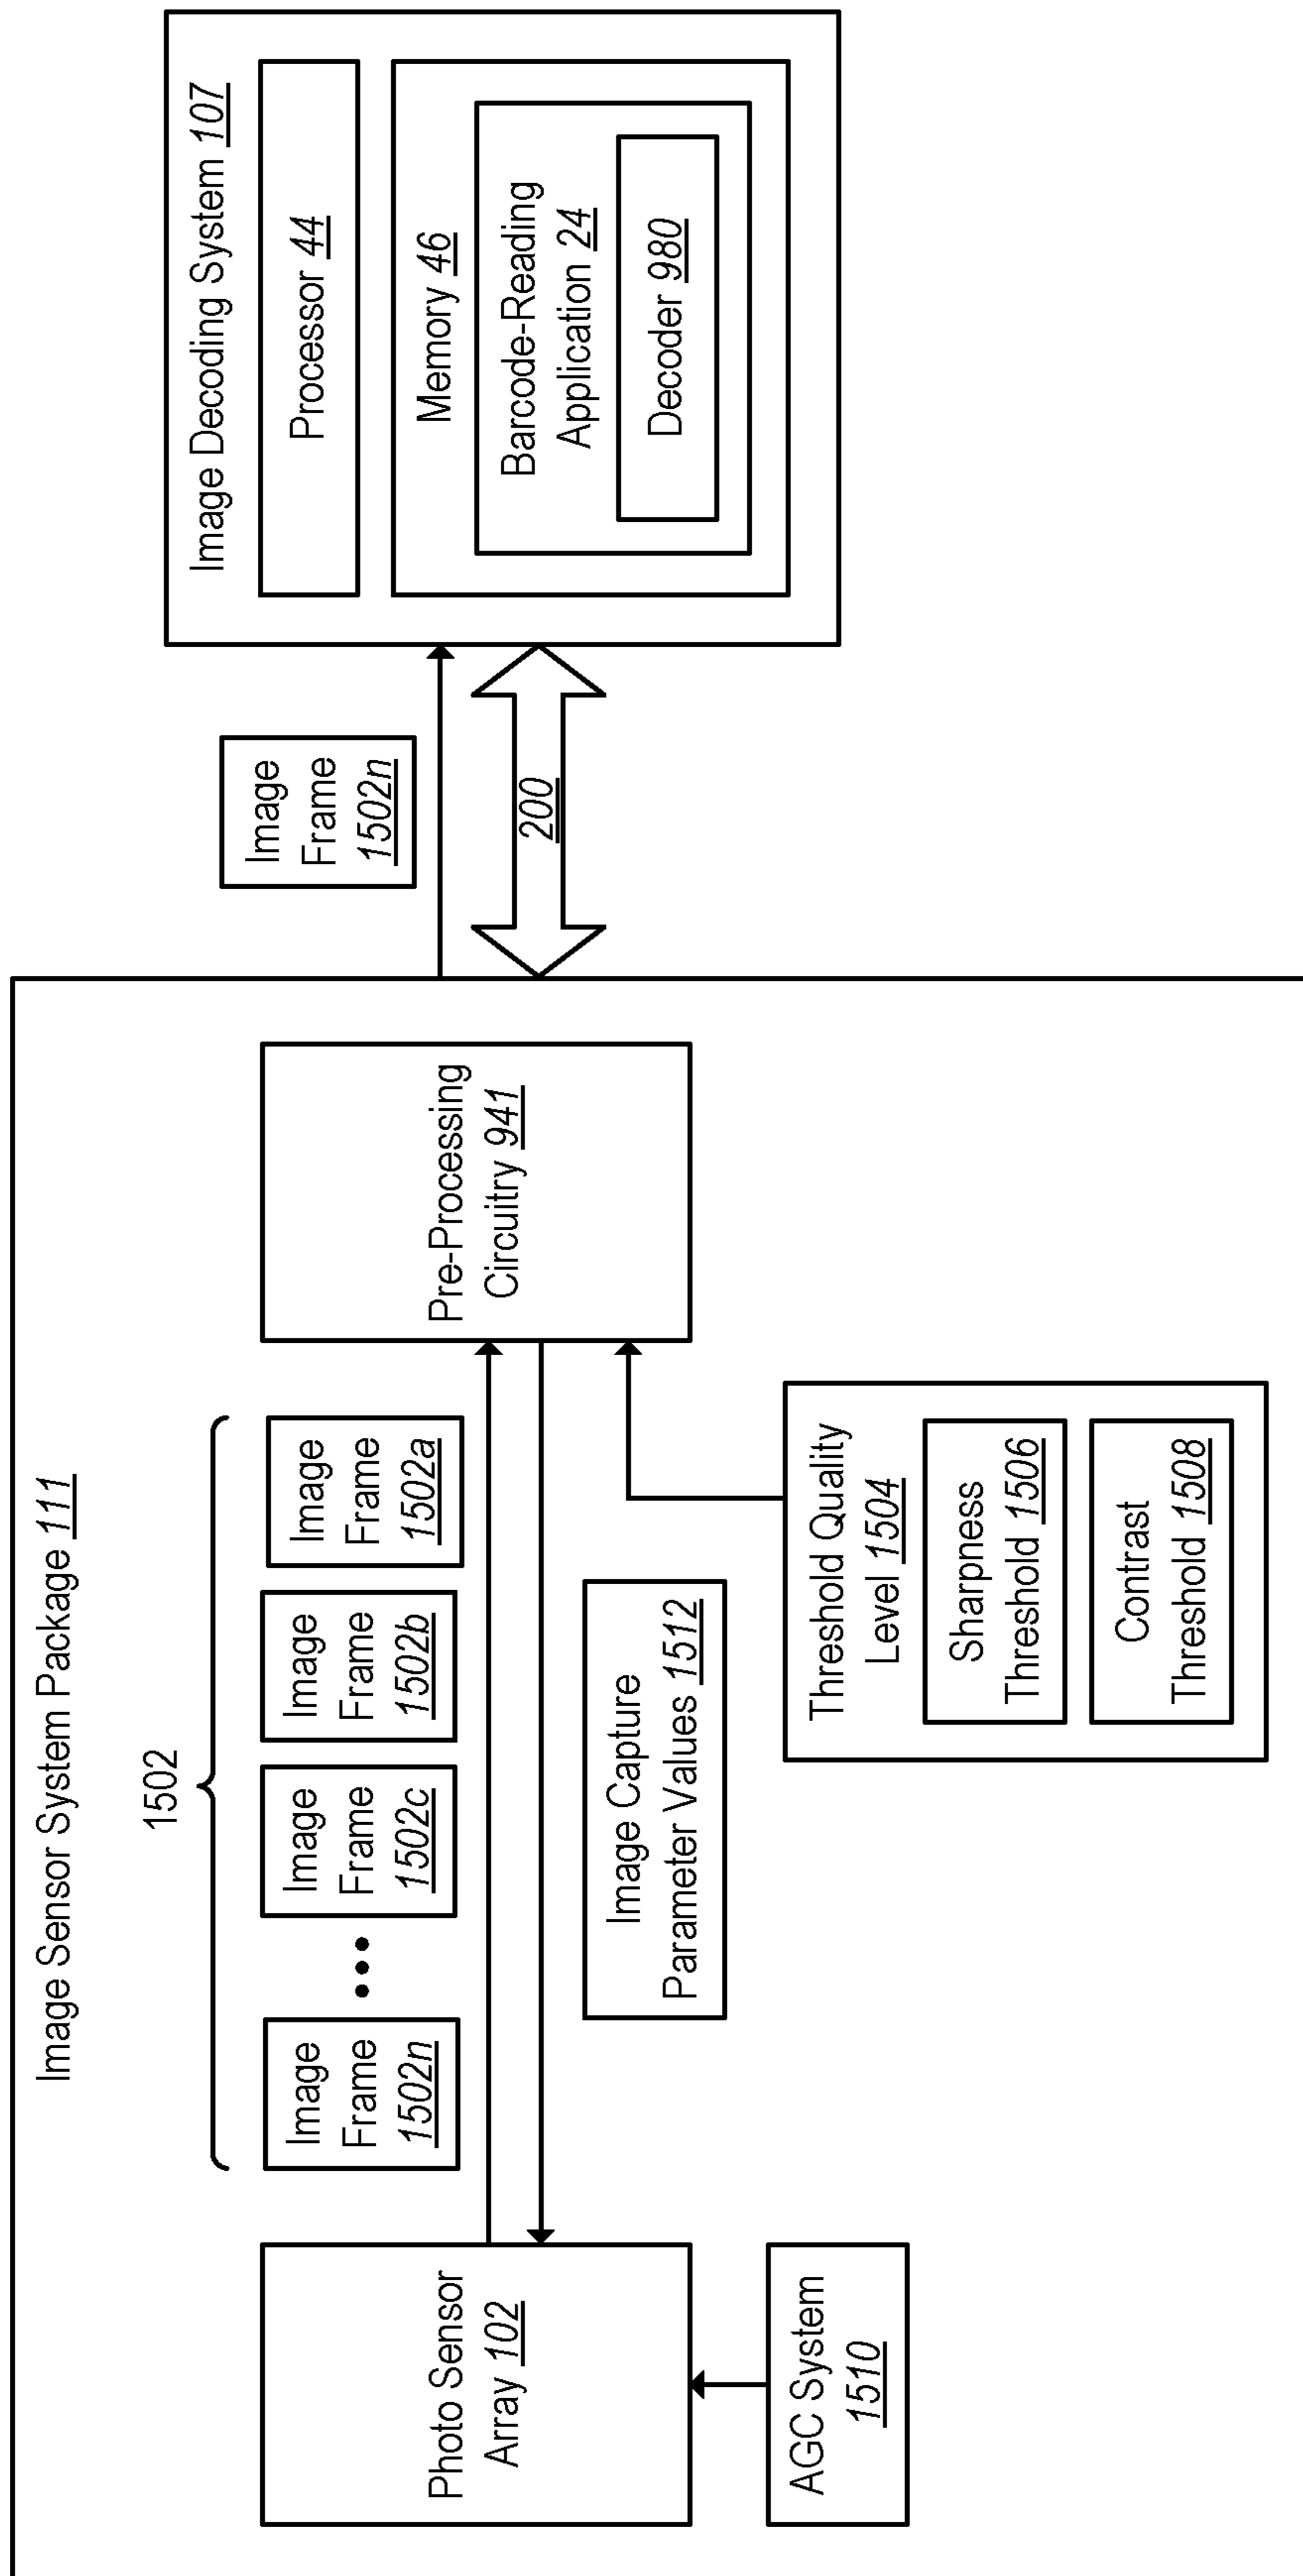 Image Sensor System Package 111
1502
Image
Frame
1502n
Image
Frame
1502c
Image
Frame
1502b
Image
Frame
1502a
Photo Sensor
Array 102
Pre-Processing
Circuitry 941
Image Capture
Parameter Values 1512
AGC System
1510
Threshold Quality
Level 1504
Sharpness
Threshold 1506
Contrast
Threshold 1508
Image
Frame
1502n
200
Image Decoding System 107
Processor 44
Memory 46
Barcode-Reading
Application 24
Decoder 980